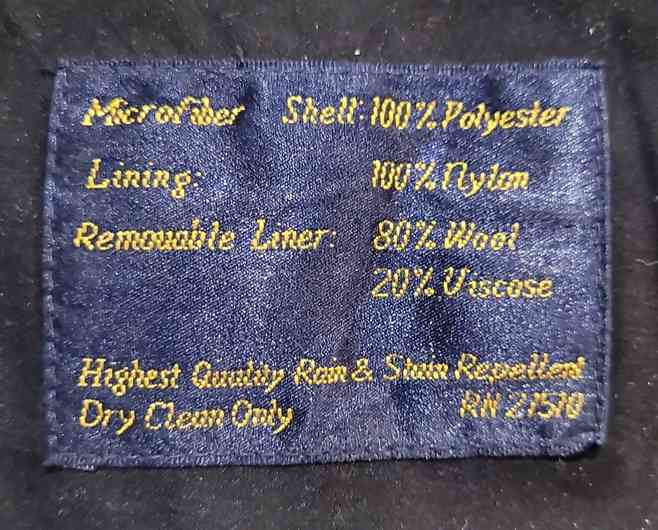 Microfiber Shell: 100% Polyester
Lining: 100% Nylon
Removable Liner: 80% Wool
20% Viscose
Highest Quality Rain & Stain Repellent
Dry Clean Only RN 27510